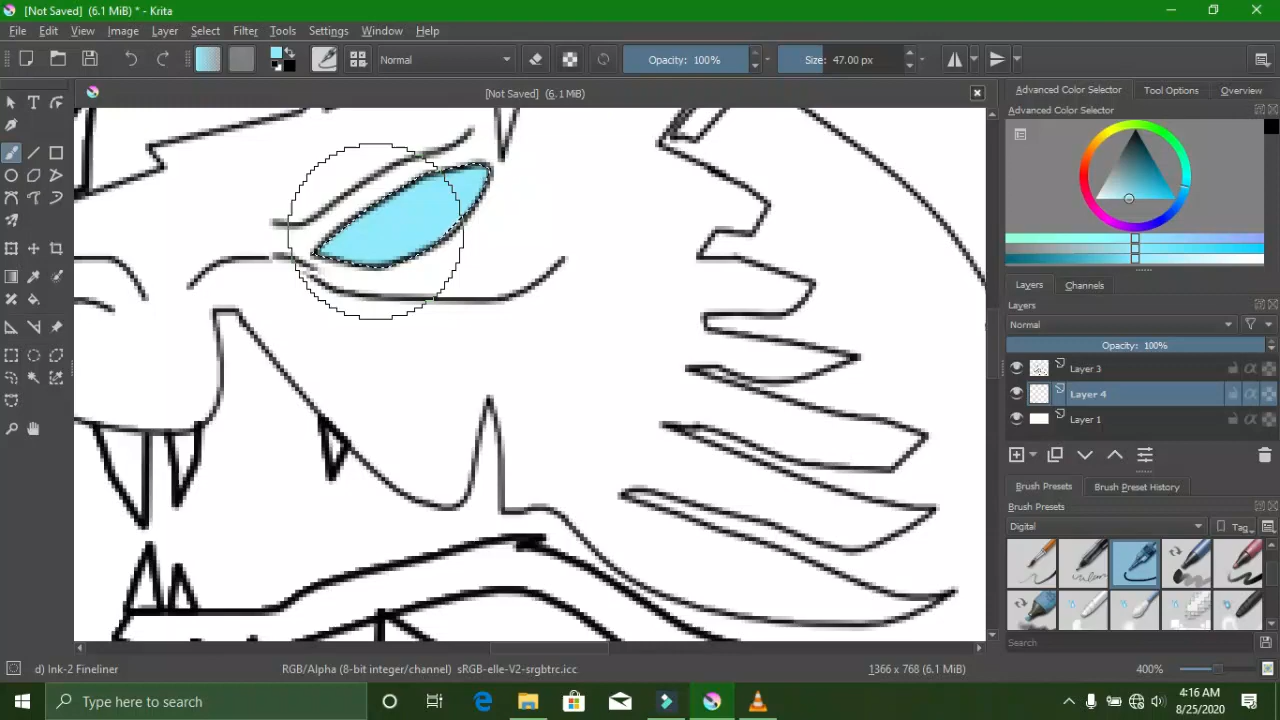 [Not Saved] (6.1 MiB) * - Krita
File Edit View Image Layer Select Filter Tools Settings Window Help
Normal
Opacity: 100%
Size: 47.00 px
[Not Saved] (6.1 MiB)
Advanced Color Selector
Tool Options
Overview
Advanced Color Selector
Layers
Channels
Layers
Normal
Opacity: 100%
Layer 3
Layer 4
Layer 1
Brush Presets
Brush Preset History
Brush Presets
Digital
Tag
Search
d) Ink-2 Fineliner
RGB/Alpha (8-bit integer/channel) sRGB-elle-V2-srgbtrc.icc
1366 x 768 (6.1 MiB)
400%
Type here to search
4:16 AM
8/25/2020